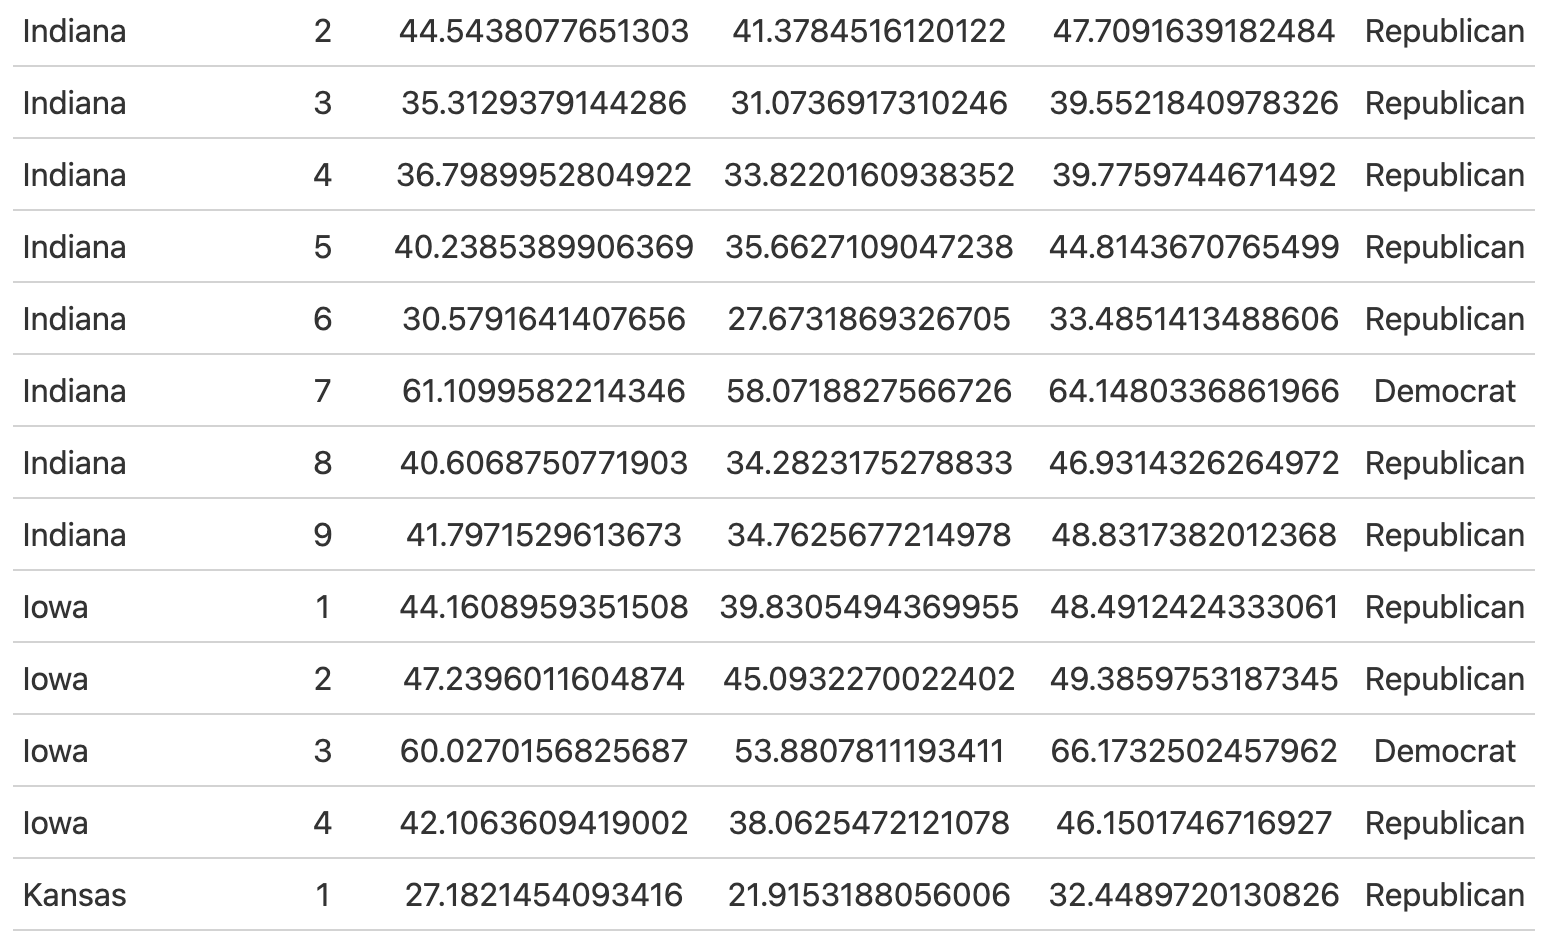 Indiana 2 44.5438077651303 41.3784516120122 47.7091639182484 Republican
Indiana 3 35.3129379144286 31.0736917310246 39.5521840978326 Republican
Indiana 4 36.7989952804922 33.8220160938352 39.7759744671492 Republican
Indiana 5 40.2385389906369 35.6627109047238 44.8143670765499 Republican
Indiana 6 30.5791641407656 27.6731869326705 33.4851413488606 Republican
Indiana 7 61.1099582214346 58.0718827566726 64.1480336861966 Democrat
Indiana 8 40.6068750771903 34.2823175278833 46.9314326264972 Republican
Indiana 9 41.7971529613673 34.7625677214978 48.8317382012368 Republican
Iowa 1 44.1608959351508 39.8305494369955 48.4912424333061 Republican
Iowa 2 47.2396011604874 45.0932270022402 49.3859753187345 Republican
Iowa 3 60.0270156825687 53.8807811193411 66.1732502457962 Democrat
Iowa 4 42.1063609419002 38.0625472121078 46.1501746716927 Republican
Kansas 1 27.1821454093416 21.9153188056006 32.4489720130826 Republican